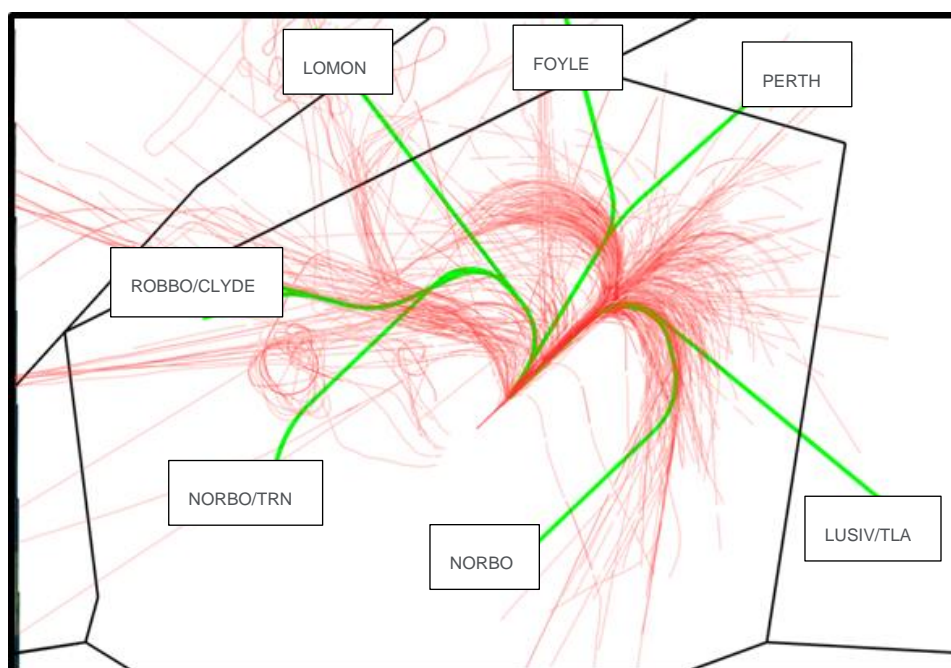 LOMON
FOYLE
PERTH
ROBBO/CLYDE
NORBO/TRN
NORBO
LUSIV/TLA